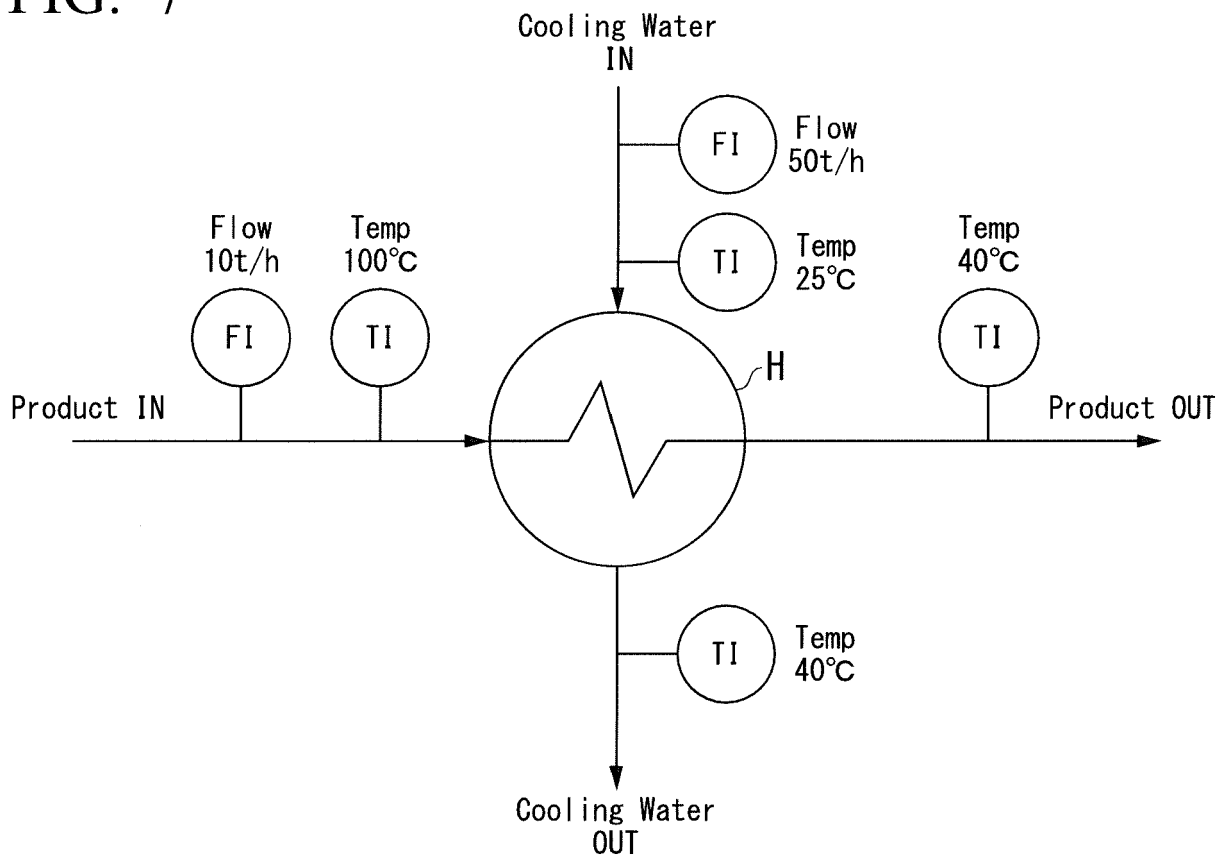 FIG. 7
Cooling Water
IN
FI
Flow
50t/h
TI
Temp
25℃
Flow
10t/h
FI
Temp
100℃
TI
Temp
40℃
TI
H
Product IN
Product OUT
TI
Temp
40℃
Cooling Water
OUT